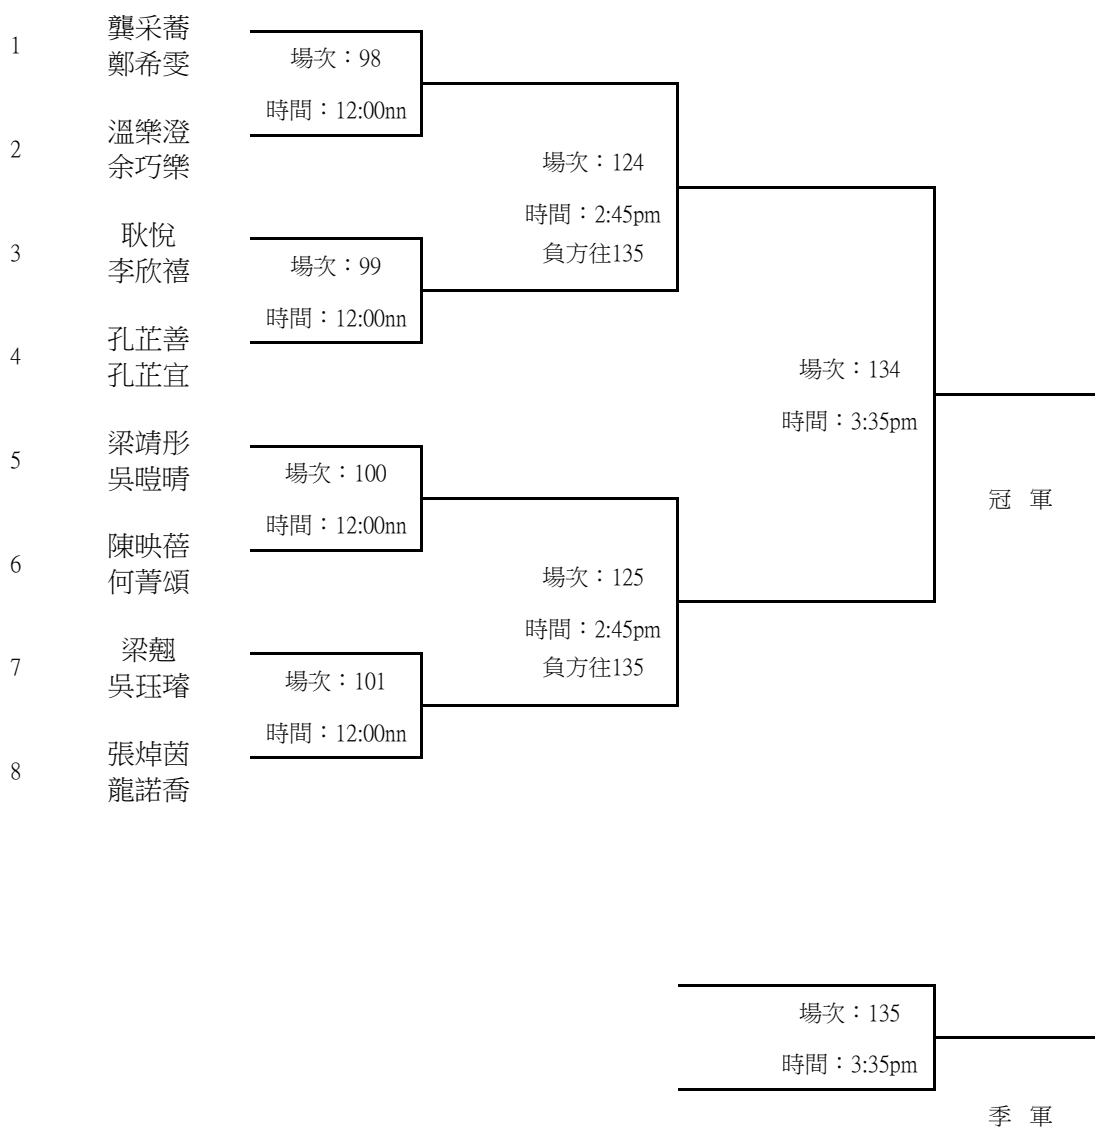 1
龔采蕎
鄭希雯
場次：98
時間：12:00nn
2
溫樂澄
余巧樂
場次：124
時間：2:45pm
負方往135
3
耿悅
李欣禧
場次：99
時間：12:00nn
4
孔芷善
孔芷宜
場次：134
時間：3:35pm
5
梁靖彤
吳暟晴
場次：100
時間：12:00nn
冠 軍
6
陳映蓓
何菁頌
場次：125
時間：2:45pm
負方往135
7
梁翹
吳珏璿
場次：101
時間：12:00nn
8
張焯茵
龍諾喬
場次：135
時間：3:35pm
季 軍